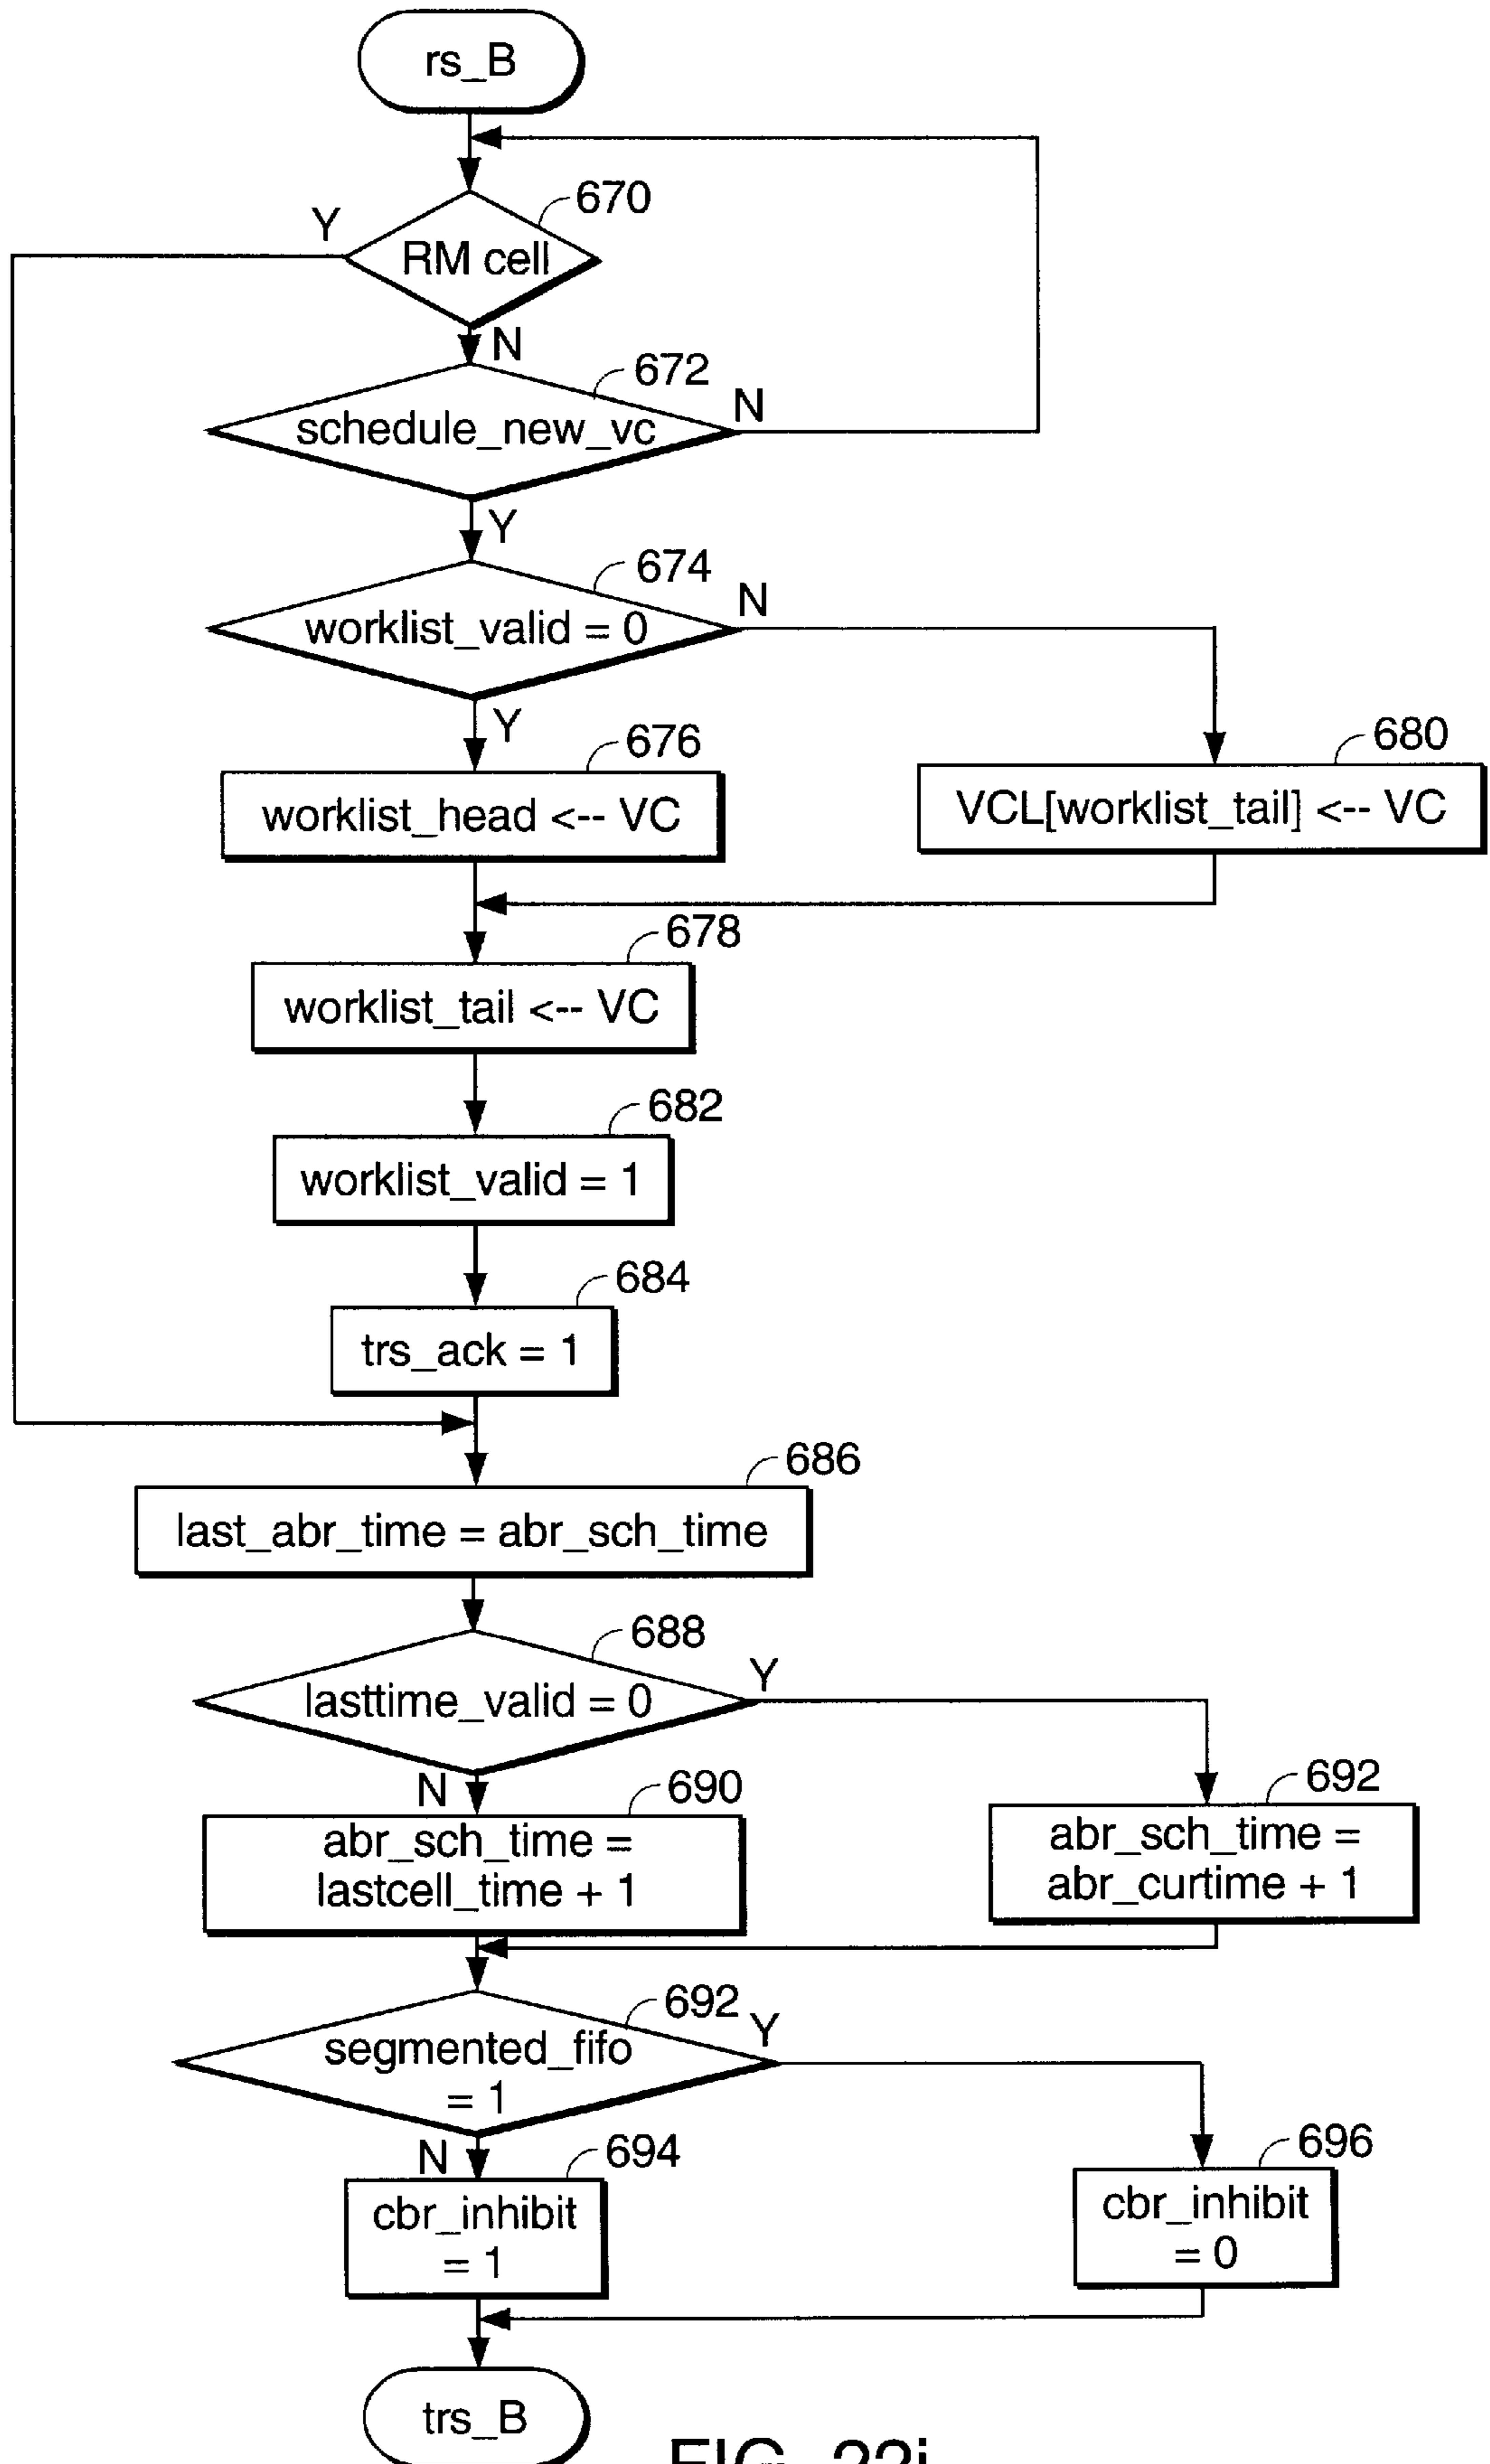 rs_B
670
Y
RM cell
N
672
N
schedule_new_vc
Y
674
N
worklist_valid = 0
Y
676
680
worklist_head <-- VC
VCL[worklist_tail] <-- VC
678
worklist_tail <-- VC
682
worklist_valid = 1
684
trs_ack = 1
686
last_abr_time = abr_sch_time
688
Y
lasttime_valid = 0
N
690
692
abr_sch_time =
lastcell_time + 1
abr_sch_time =
abr_curtime + 1
692
Y
segmented_fifo
= 1
N
694
696
cbr_inhibit
= 1
cbr_inhibit
= 0
trs_B